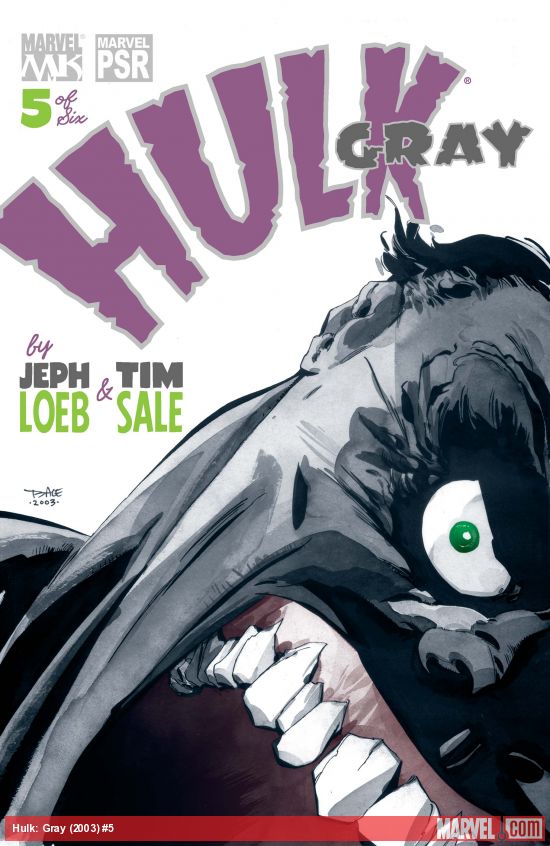 MARVEL MK MARVEL PSR
5 of Six
HULK®
GRAY
by
JEPH & TIM
LOEB SALE
SALE
·2003·
Hulk: Gray (2003) #5
MARVEL.com